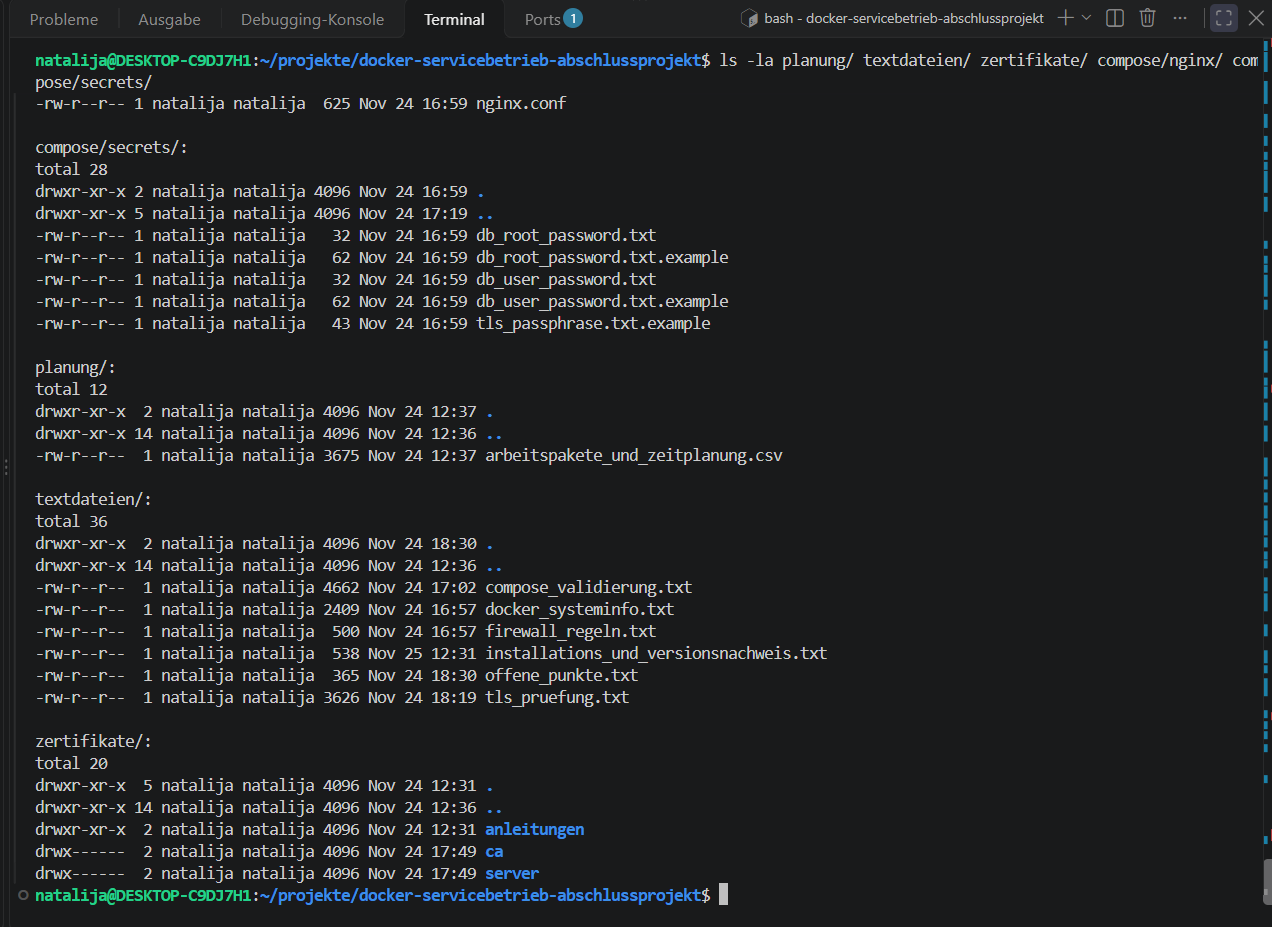 Probleme Ausgabe Debugging-Konsole Terminal Ports 1 bash - docker-servicebetrieb-abschlussprojekt
natalija@DESKTOP-C9DJ7H1:~/projekte/docker-servicebetrieb-abschlussprojekt$ ls -la planung/ textdateien/ zertifikate/ compose/nginx/ com
pose/secrets/
-rw-r--r-- 1 natalija natalija  625 Nov 24 16:59 nginx.conf
compose/secrets/:
total 28
drwxr-xr-x 2 natalija natalija 4096 Nov 24 16:59 .
drwxr-xr-x 5 natalija natalija 4096 Nov 24 17:19 ..
-rw-r--r-- 1 natalija natalija   32 Nov 24 16:59 db_root_password.txt
-rw-r--r-- 1 natalija natalija   62 Nov 24 16:59 db_root_password.txt.example
-rw-r--r-- 1 natalija natalija   32 Nov 24 16:59 db_user_password.txt
-rw-r--r-- 1 natalija natalija   62 Nov 24 16:59 db_user_password.txt.example
-rw-r--r-- 1 natalija natalija   43 Nov 24 16:59 tls_passphrase.txt.example
planung/:
total 12
drwxr-xr-x  2 natalija natalija 4096 Nov 24 12:37 .
drwxr-xr-x 14 natalija natalija 4096 Nov 24 12:36 ..
-rw-r--r--  1 natalija natalija 3675 Nov 24 12:37 arbeitspakete_und_zeitplanung.csv
textdateien/:
total 36
drwxr-xr-x  2 natalija natalija 4096 Nov 24 18:30 .
drwxr-xr-x 14 natalija natalija 4096 Nov 24 12:36 ..
-rw-r--r--  1 natalija natalija 4662 Nov 24 17:02 compose_validierung.txt
-rw-r--r--  1 natalija natalija 2409 Nov 24 16:57 docker_systeminfo.txt
-rw-r--r--  1 natalija natalija  500 Nov 24 16:57 firewall_regeln.txt
-rw-r--r--  1 natalija natalija  538 Nov 25 12:31 installations_und_versionsnachweis.txt
-rw-r--r--  1 natalija natalija  365 Nov 24 18:30 offene_punkte.txt
-rw-r--r--  1 natalija natalija 3626 Nov 24 18:19 tls_pruefung.txt
zertifikate/:
total 20
drwxr-xr-x  5 natalija natalija 4096 Nov 24 12:31 .
drwxr-xr-x 14 natalija natalija 4096 Nov 24 12:36 ..
drwxr-xr-x  2 natalija natalija 4096 Nov 24 12:31 anleitungen
drwx------  2 natalija natalija 4096 Nov 24 17:49 ca
drwx------  2 natalija natalija 4096 Nov 24 17:49 server
natalija@DESKTOP-C9DJ7H1:~/projekte/docker-servicebetrieb-abschlussprojekt$